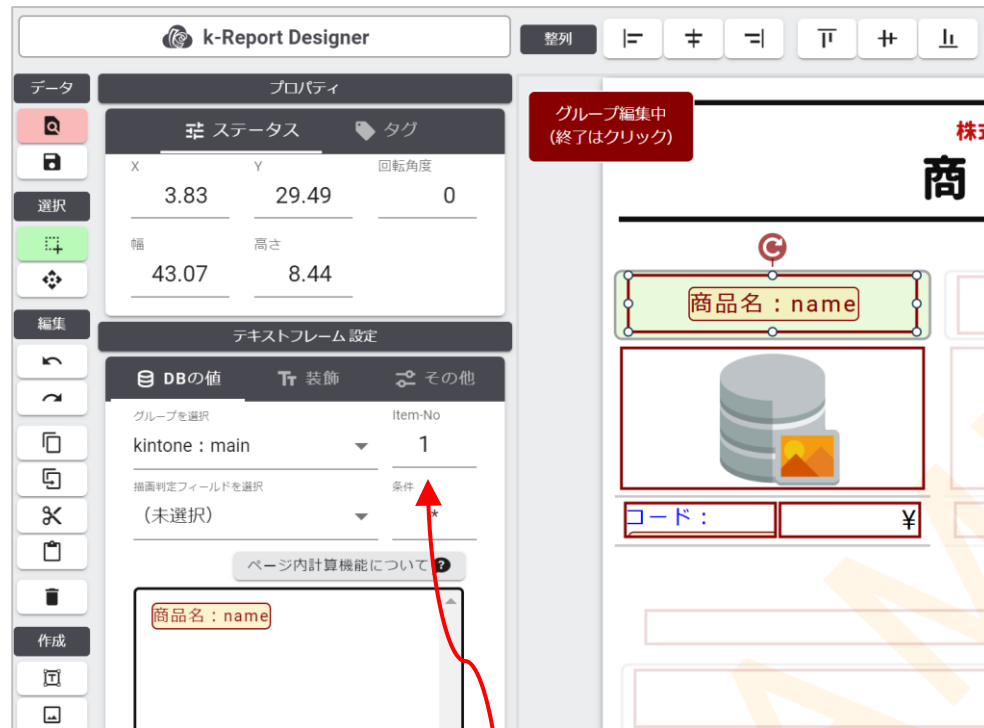 k-Report Designer
整列
データ
プロパティ
ステータス
タグ
X
Y
回転角度
3.83
29.49
0
幅
高さ
43.07
8.44
選択
編集
テキストフレーム設定
DBの値
装飾
その他
グループを選択
Item-No
kintone:main
1
描画判定フィールドを選択
条件
(未選択)
*
ページ内計算機能について ?
商品名:name
作成
グループ編集中
(終了はクリック)
商
商品名:name
コード:
¥